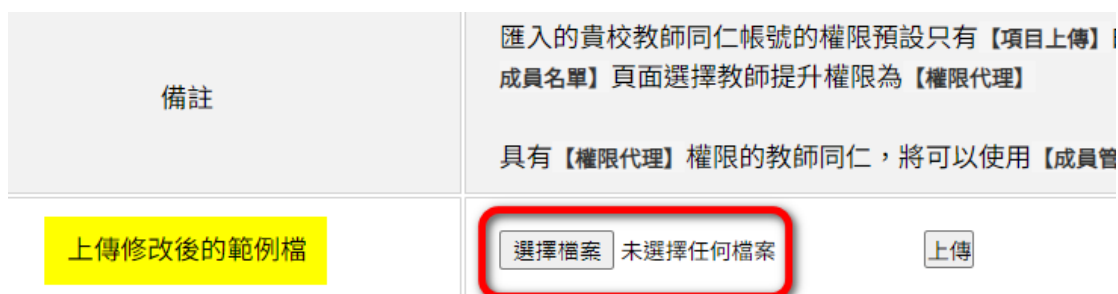 匯入的貴校教師同仁帳號的權限預設只有【項目上傳】
備註
成員名單】頁面選擇教師提升權限為【權限代理】
具有【權限代理】權限的教師同仁，將可以使用【成員管
上傳修改後的範例檔
選擇檔案 未選擇任何檔案
上傳